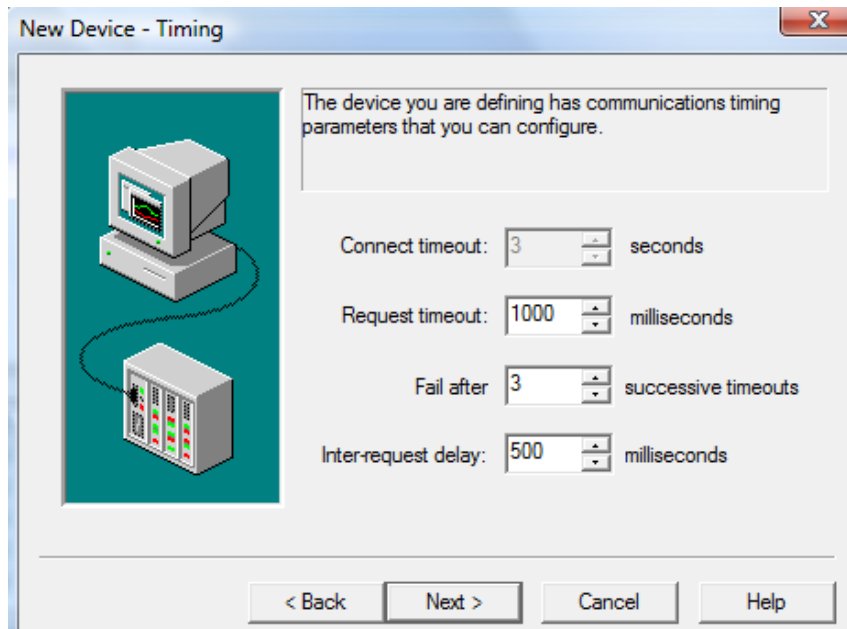 New Device - Timing
The device you are defining has communications timing
parameters that you can configure.
Connect timeout: 3 seconds
Request timeout: 1000 milliseconds
Fail after 3 successive timeouts
Inter-request delay: 500 milliseconds
< Back Next > Cancel Help